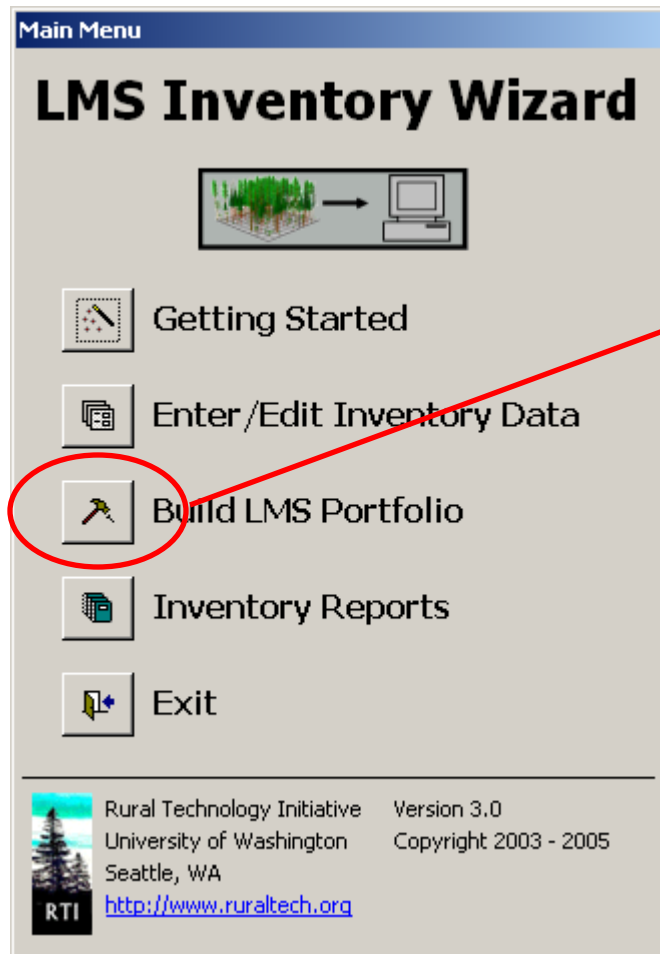 Main Menu
LMS Inventory Wizard
Getting Started
Enter/Edit Inventory Data
Build LMS Portfolio
Inventory Reports
Exit
Rural Technology Initiative Version 3.0
University of Washington Copyright 2003 - 2005
Seattle, WA
http://www.ruraltech.org
RTI